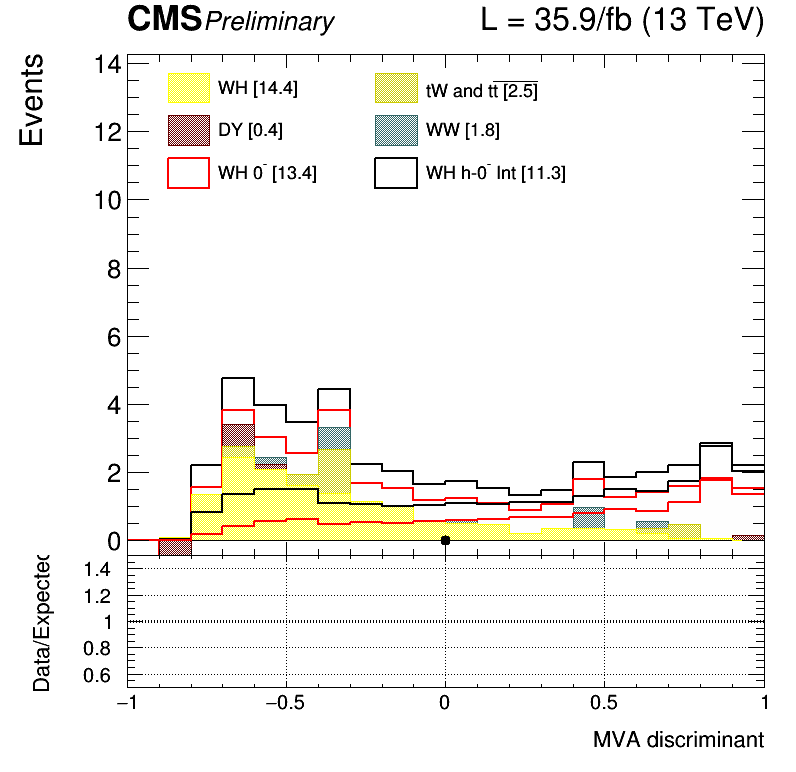 CMS Preliminary L = 35.9/fb (13 TeV)
Events
14
12
10
8
6
4
2
0
WH [14.4]
tW and tt [2.5]
DY [0.4]
WW [1.8]
WH 0⁻ [13.4]
WH h-0⁻ Int [11.3]
Data/Expected
1.4
1.2
1
0.8
0.6
−1 −0.5 0 0.5 1
MVA discriminant